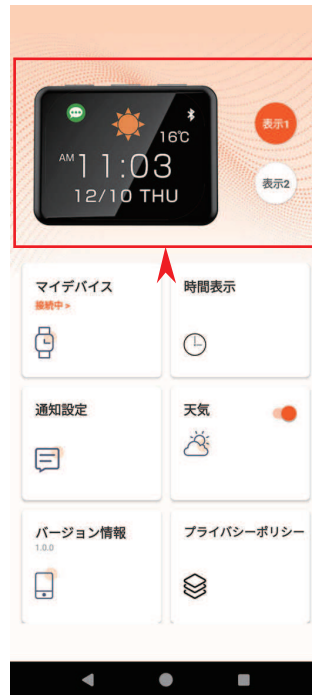 16℃
表示1
AM 11:03
表示2
12/10 THU
マイデバイス
接続中 >
時間表示
通知設定
天気
バージョン情報
1.0.0
プライバシーポリシー